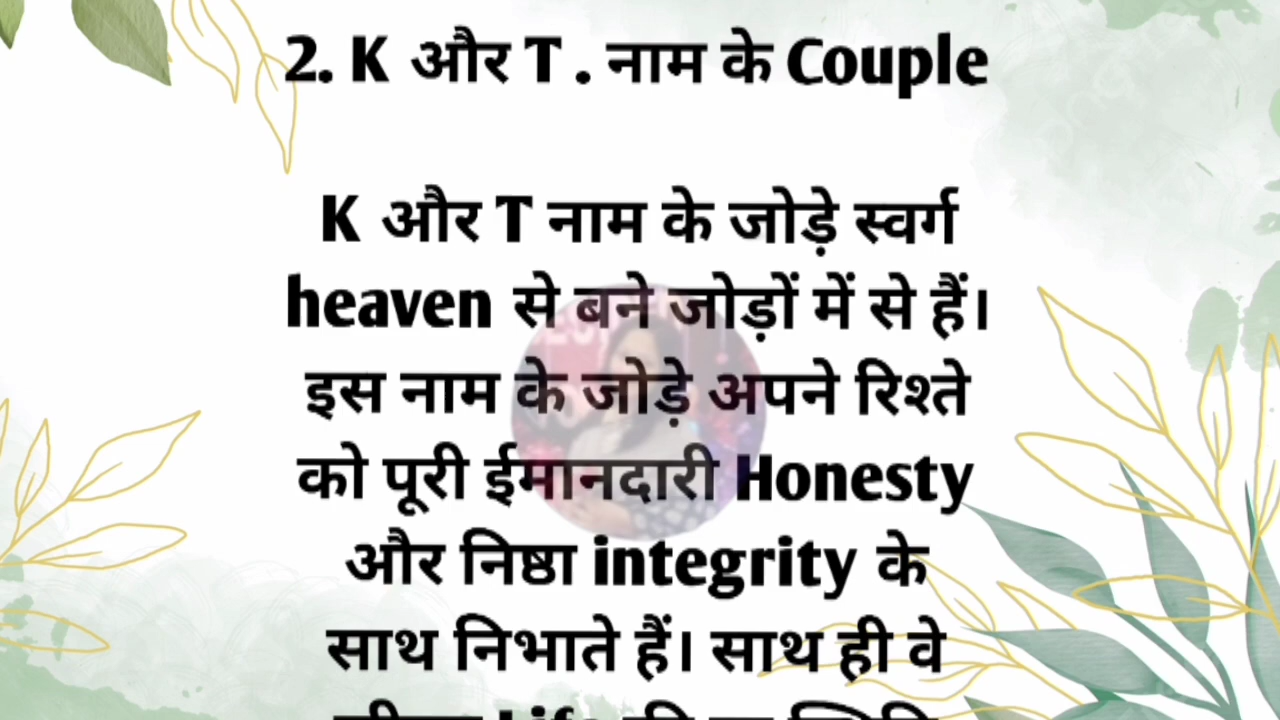 2. K और T . नाम के Couple
K और T नाम के जोड़े स्वर्ग
heaven से बने जोड़ों में से हैं।
इस नाम के जोड़े अपने रिश्ते
को पूरी ईमानदारी Honesty
और निष्ठा integrity के
साथ निभाते हैं। साथ ही वे